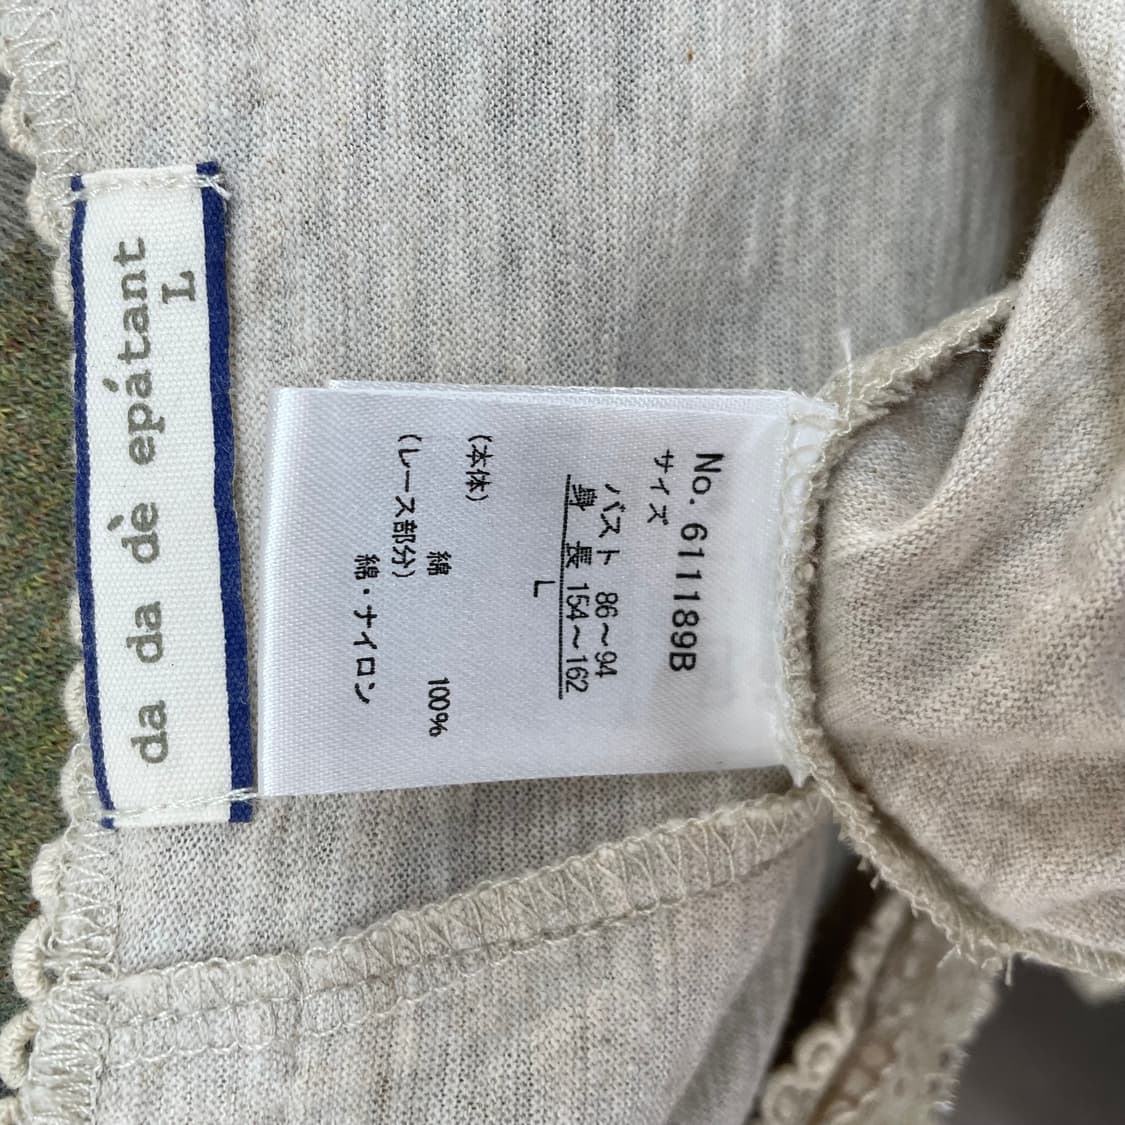 da da dè epátant
L
No. 611189B
サイズ
バスト 86〜94
身 長 154〜162
L
(本体)
綿 100%
(レース部分)
綿・ナイロン